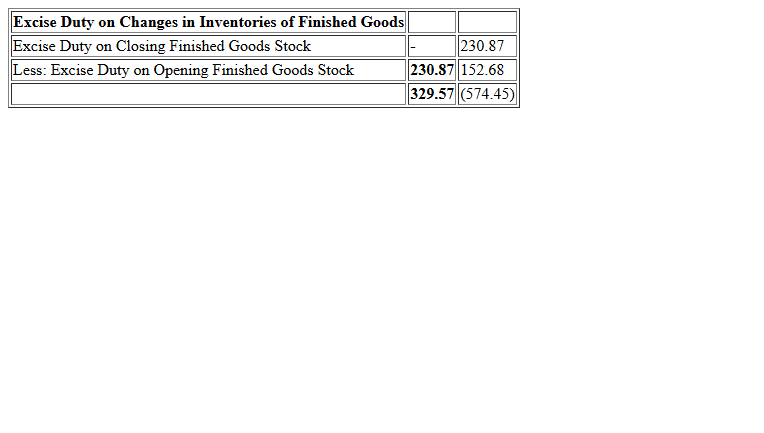 Excise Duty on Changes in Inventories of Finished Goods
Excise Duty on Closing Finished Goods Stock - 230.87
Less: Excise Duty on Opening Finished Goods Stock 230.87 152.68
329.57 (574.45)